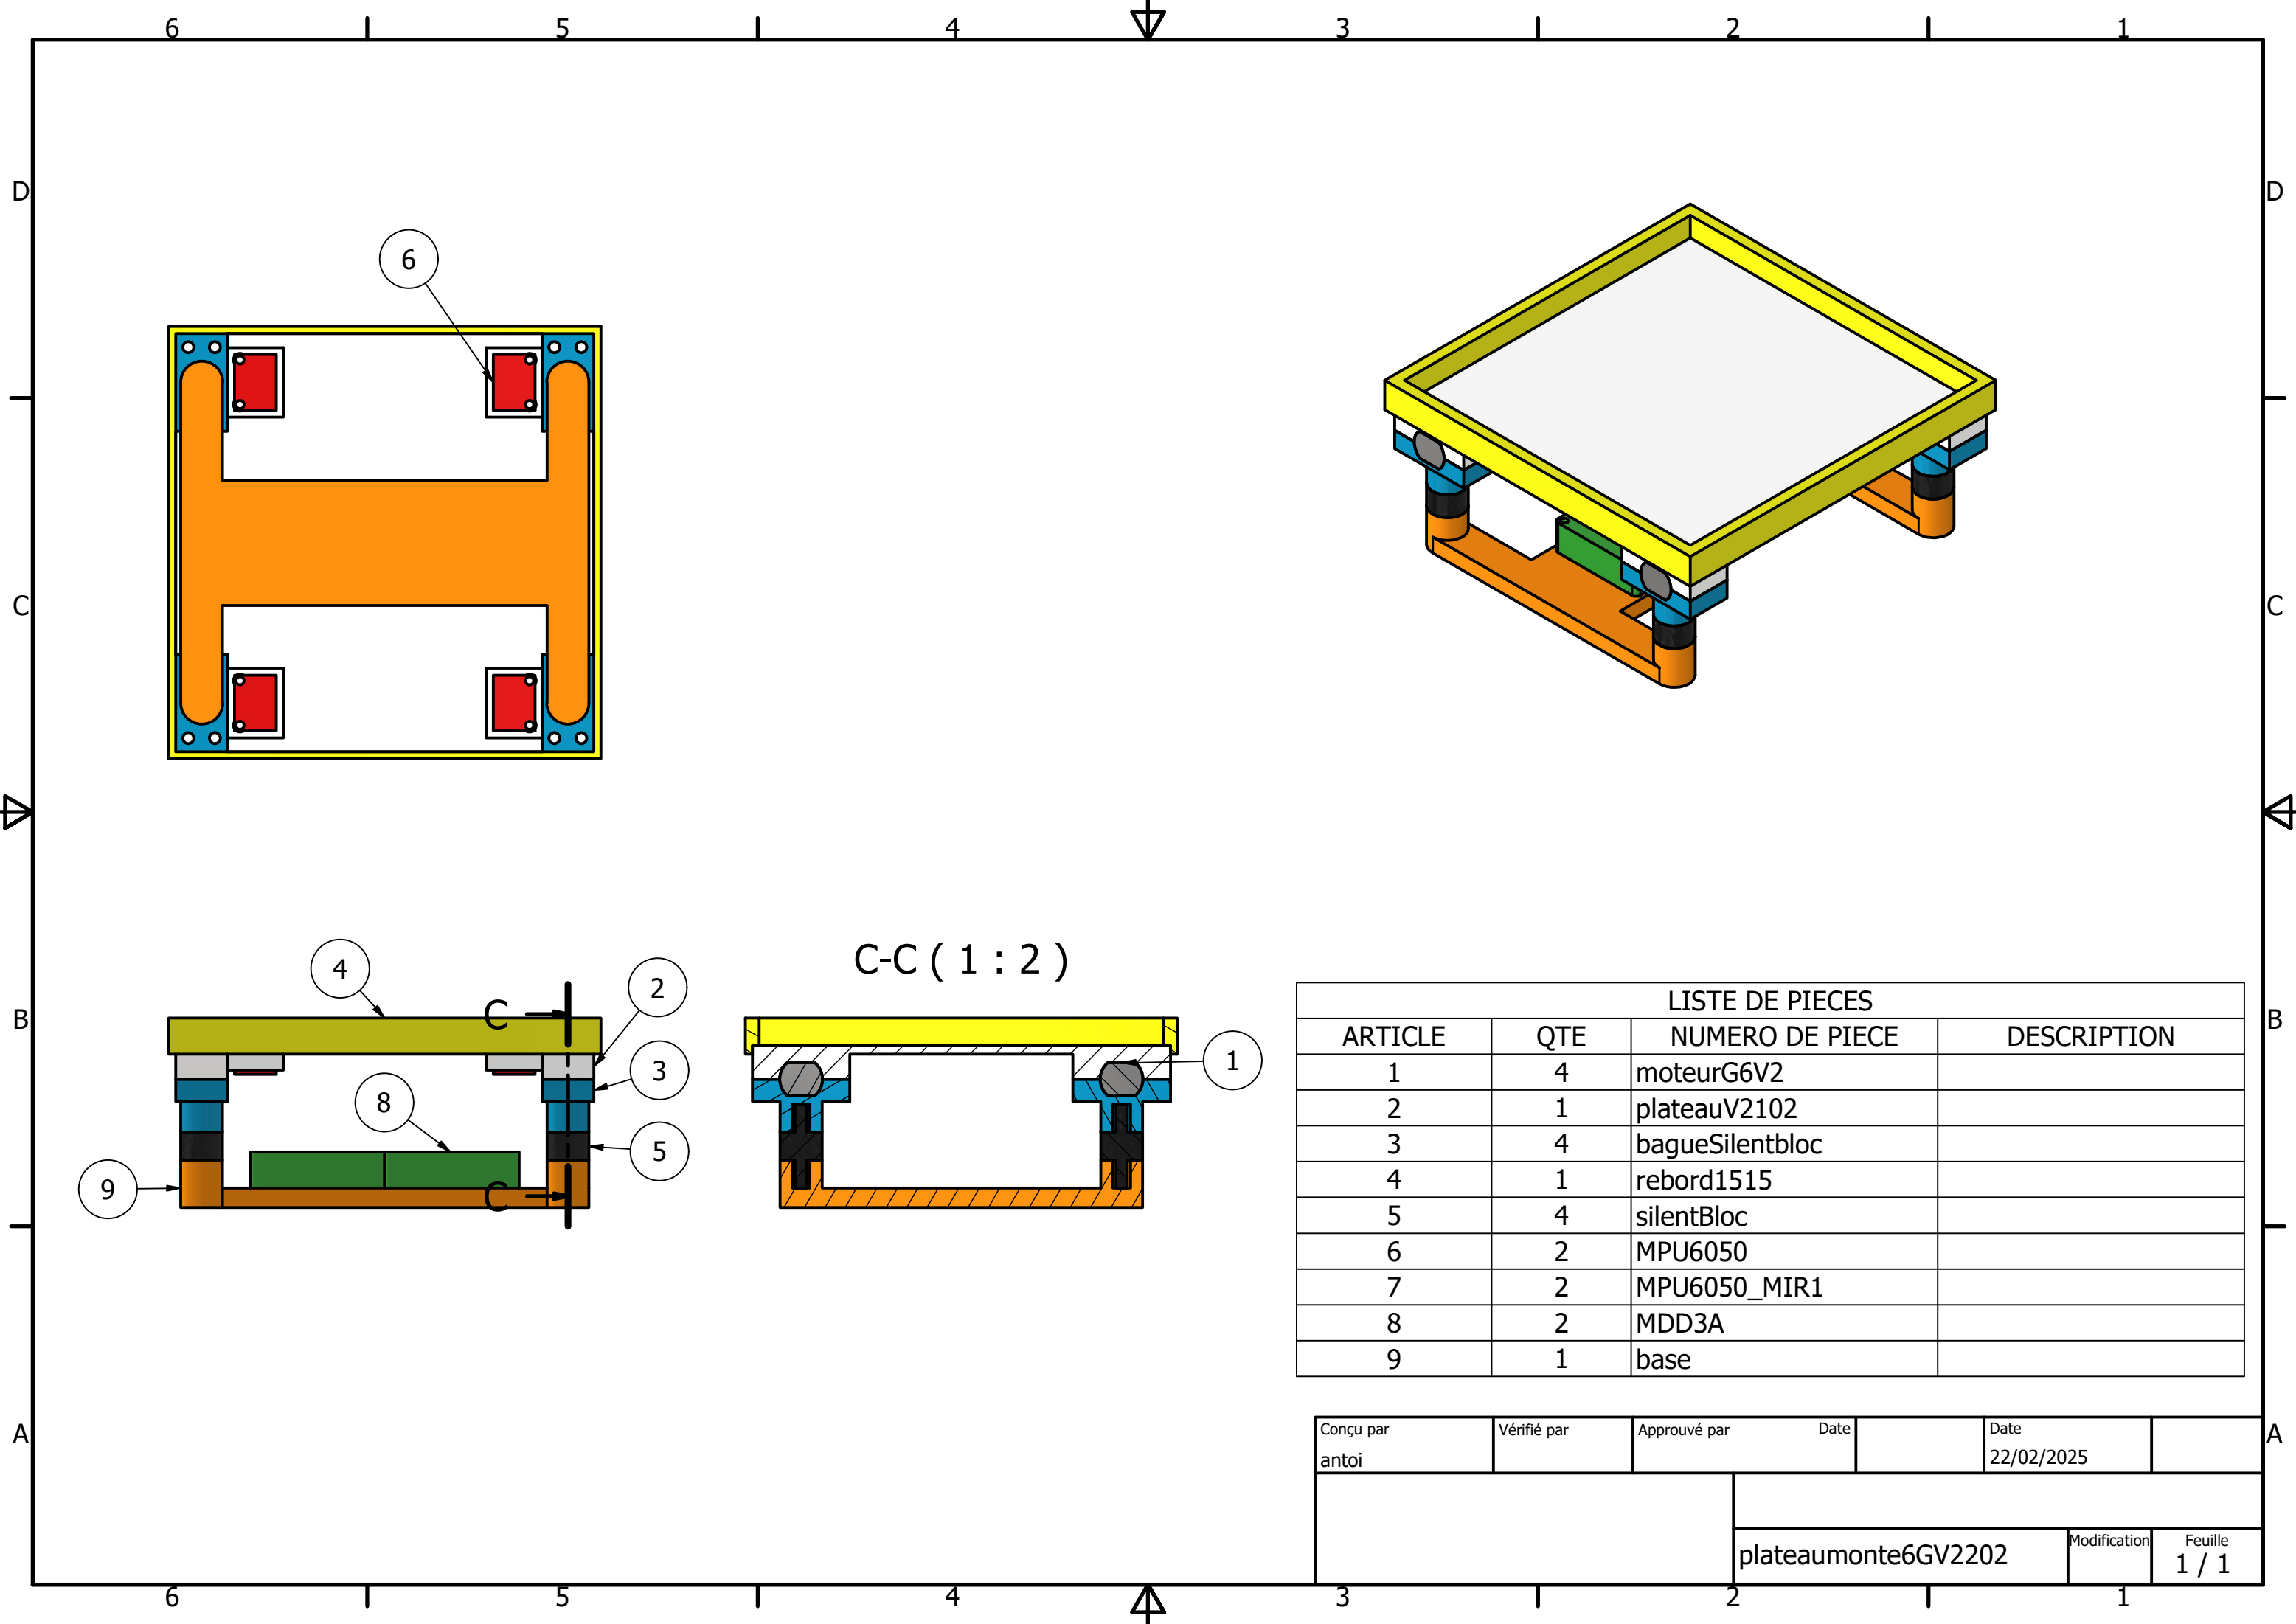 6 5 4 3 2 1
D D
6
C C
C-C ( 1 : 2 )
4
2
C
B B
1
3
8
5
9
C
LISTE DE PIECES
ARTICLE QTE NUMERO DE PIECE DESCRIPTION
1 4 moteurG6V2
2 1 plateauV2102
3 4 bagueSilentbloc
4 1 rebord1515
5 4 silentBloc
6 2 MPU6050
7 2 MPU6050_MIR1
8 2 MDD3A
9 1 base
A A
Conçu par Vérifié par Approuvé par Date Date
antoi 22/02/2025
plateaumonte6GV2202
Modification
Feuille
1 / 1
6 5 4 3 2 1